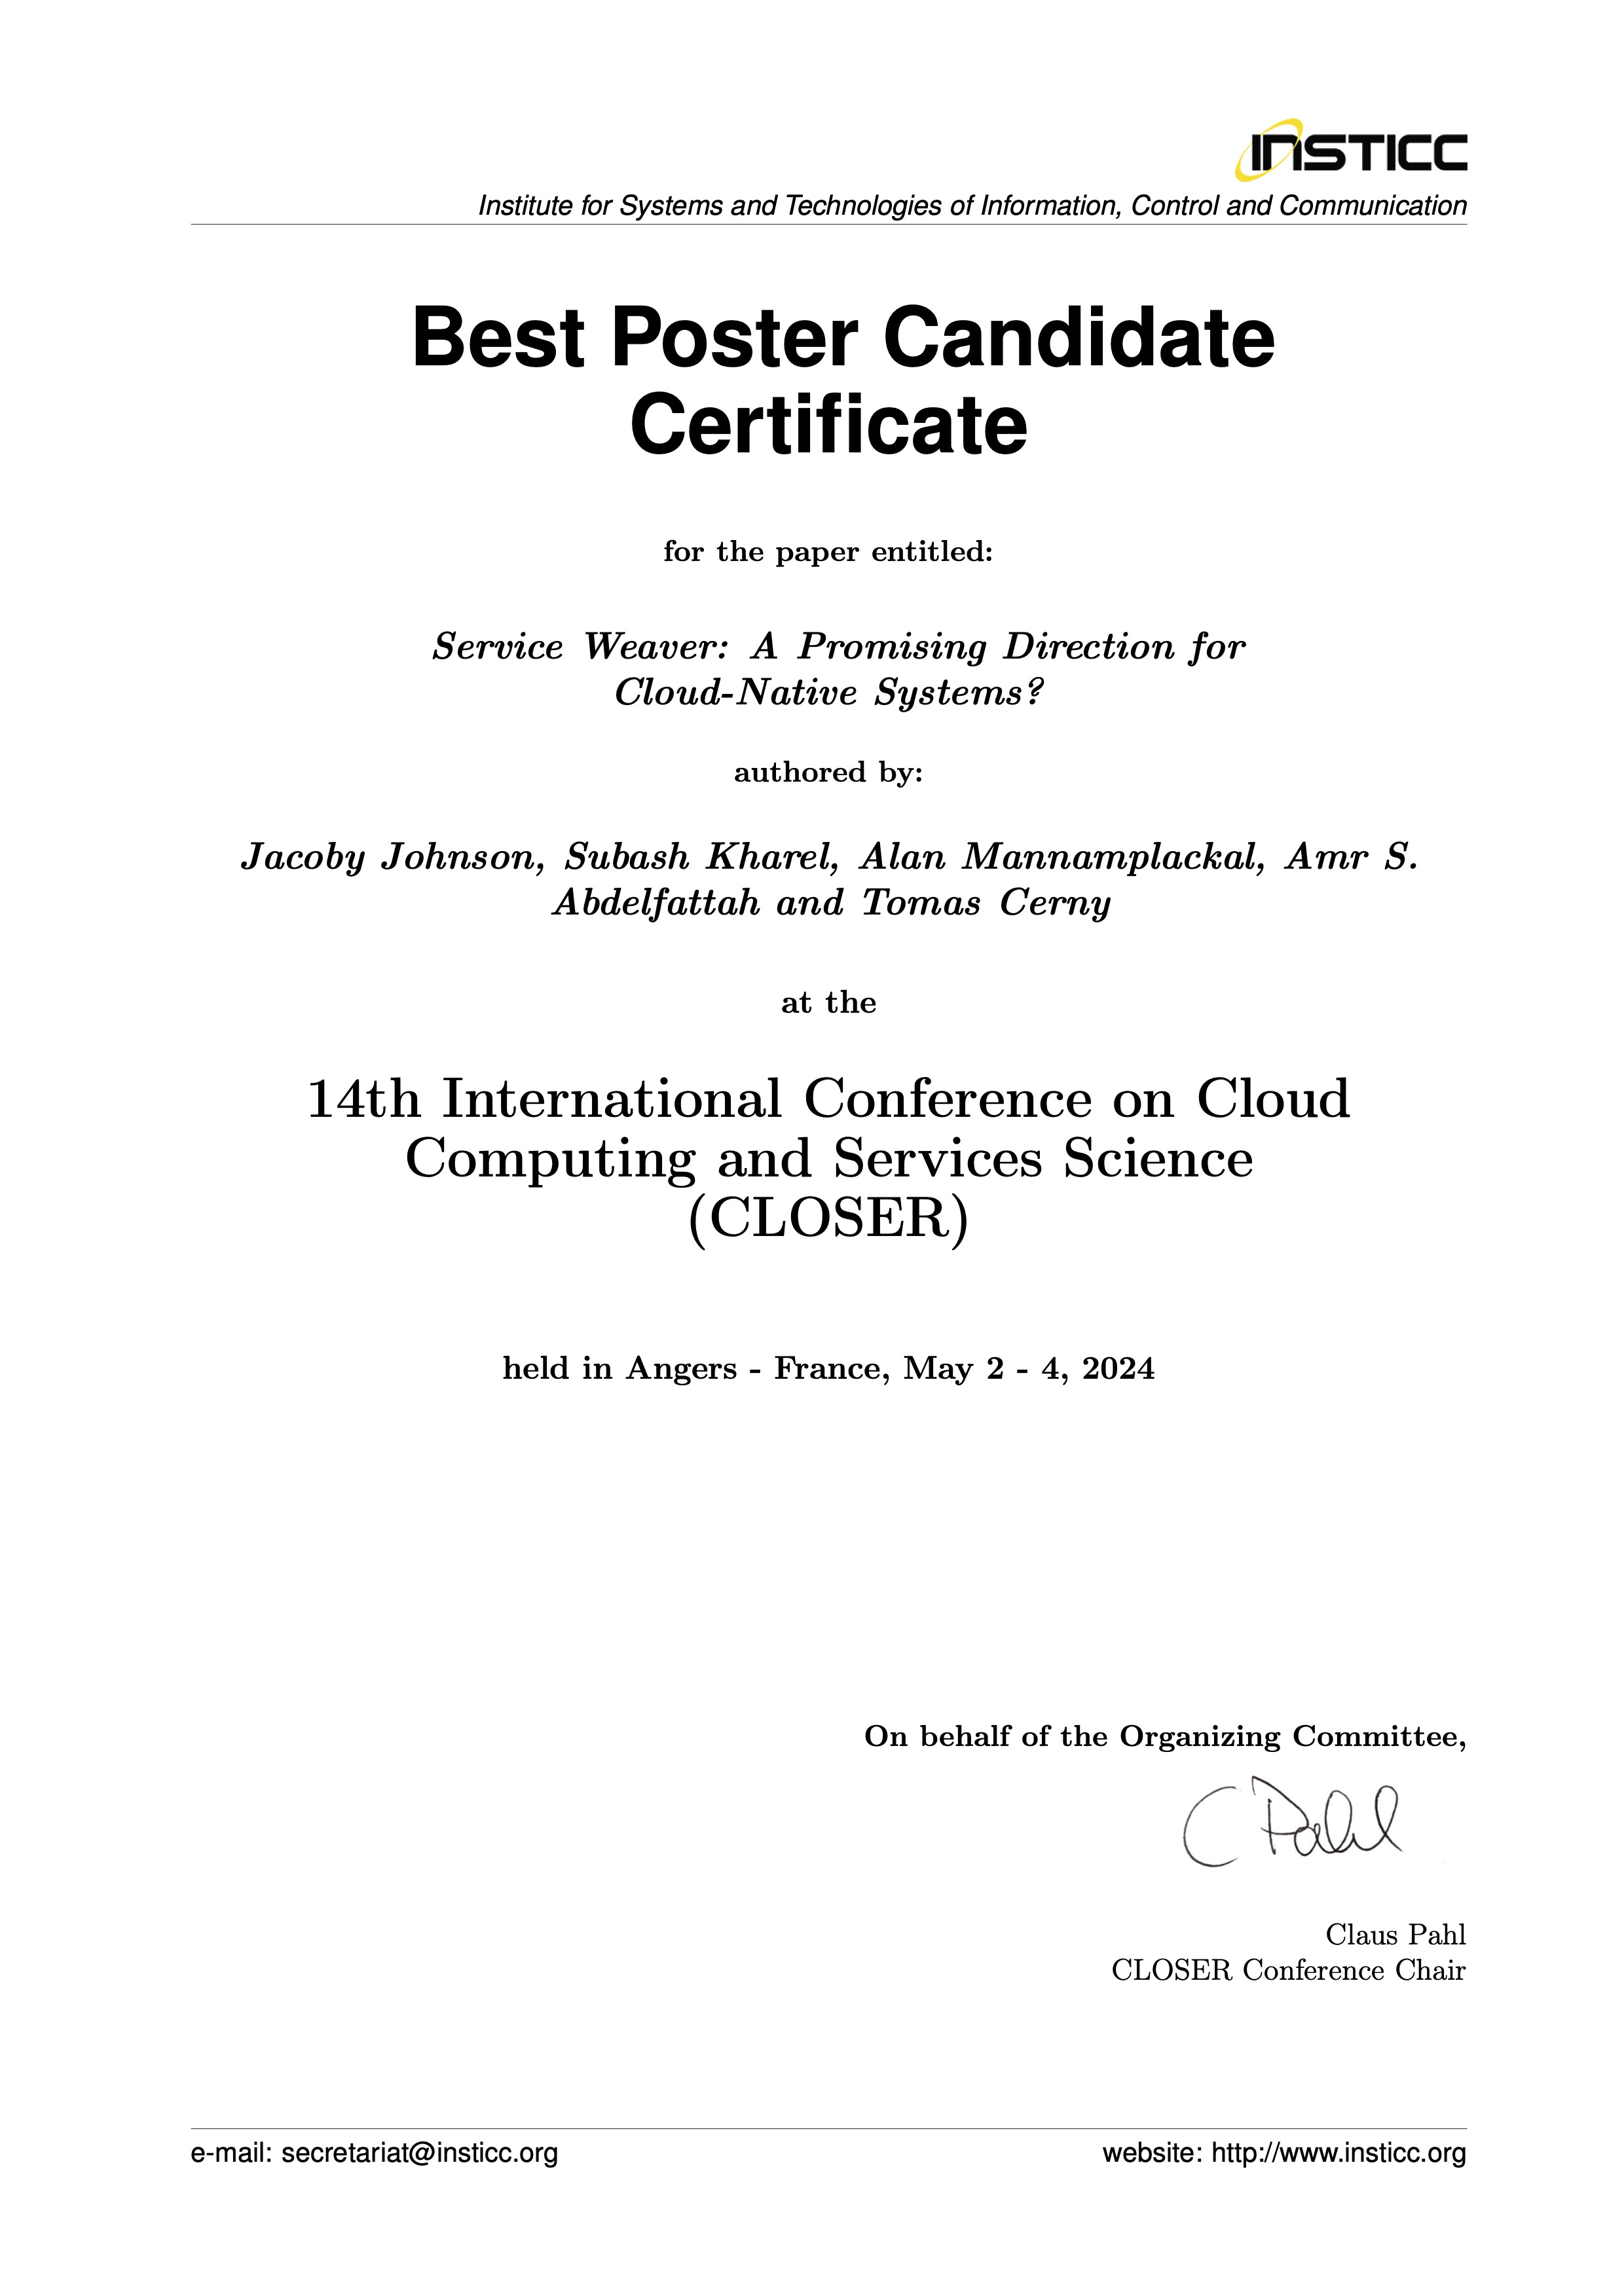 INSTICC
Institute for Systems and Technologies of Information, Control and Communication
Best Poster Candidate
Certificate
for the paper entitled:
Service Weaver: A Promising Direction for
Cloud-Native Systems?
authored by:
Jacoby Johnson, Subash Kharel, Alan Mannamplackal, Amr S.
Abdelfattah and Tomas Cerny
at the
14th International Conference on Cloud
Computing and Services Science
(CLOSER)
held in Angers - France, May 2 - 4, 2024
On behalf of the Organizing Committee,
C Pahl
Claus Pahl
CLOSER Conference Chair
e-mail: secretariat@insticc.org website: http://www.insticc.org